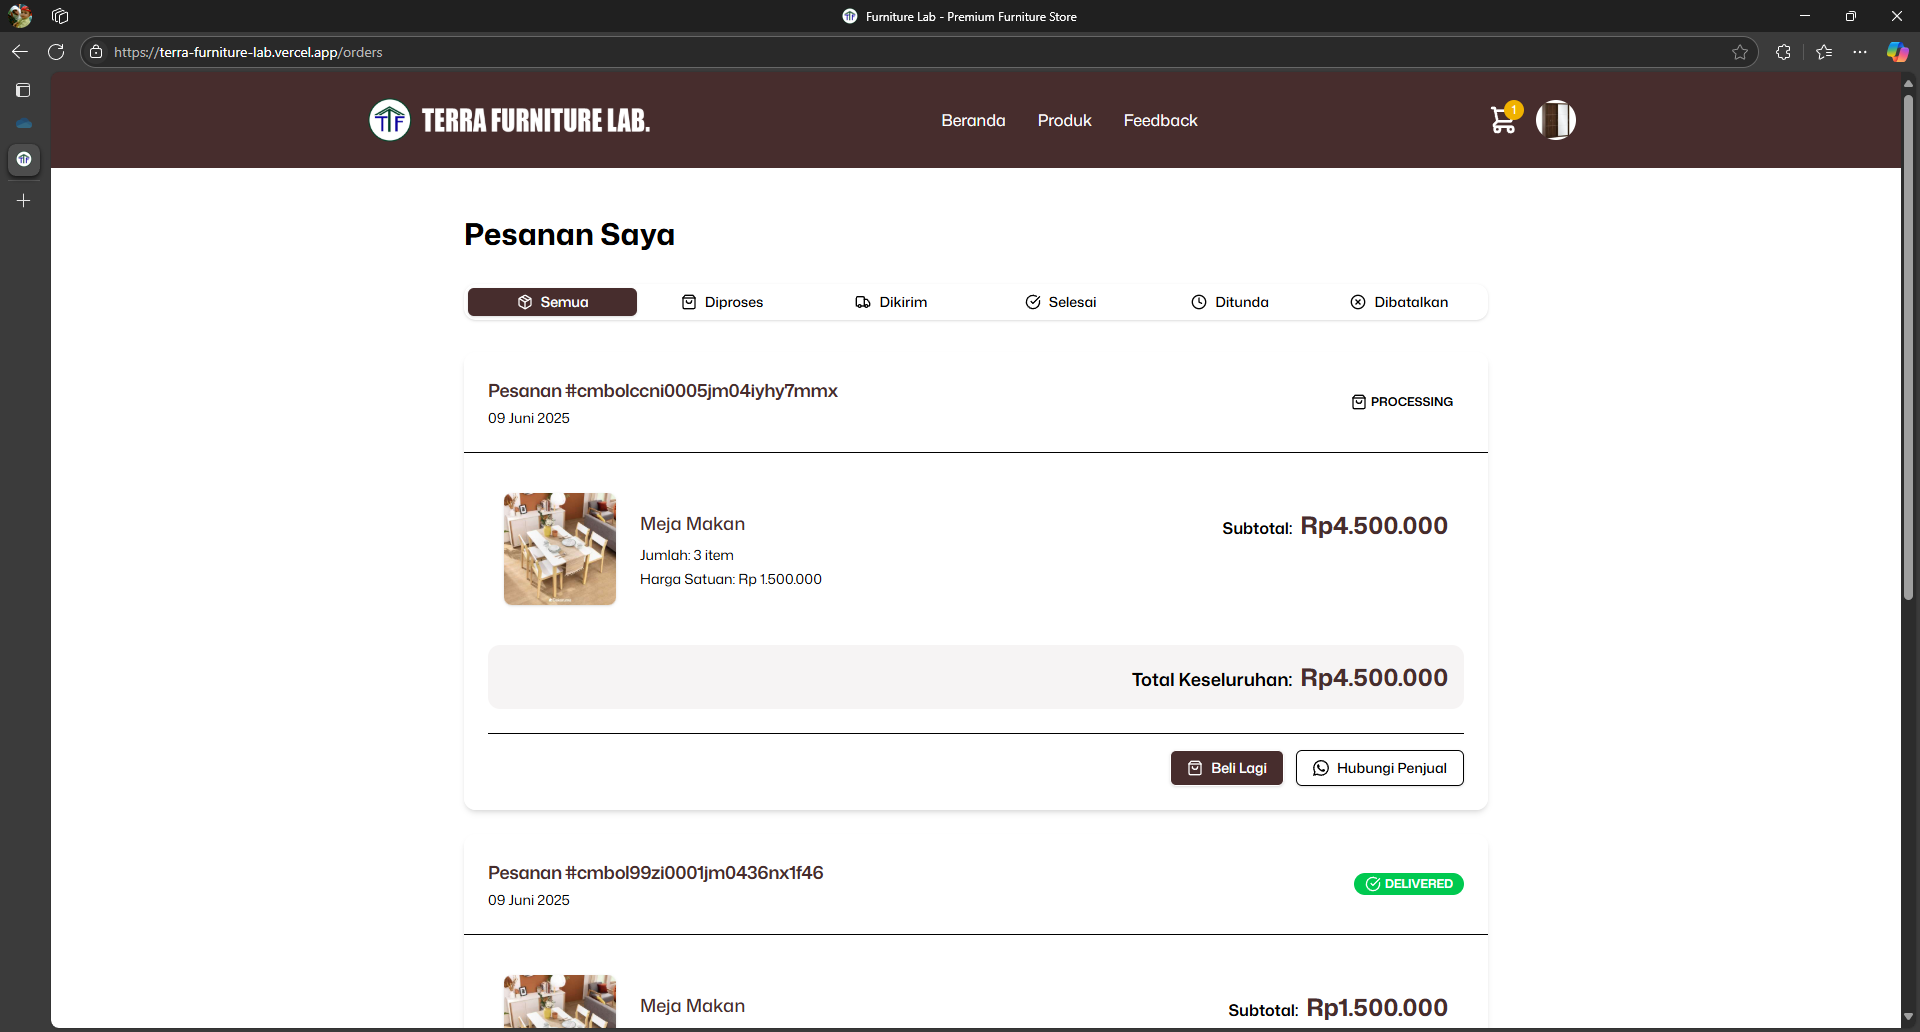 Furniture Lab - Premium Furniture Store
https://terra-furniture-lab.vercel.app/orders
TERRA FURNITURE LAB.
Beranda
Produk
Feedback
1
Pesanan Saya
Semua
Diproses
Dikirim
Selesai
Ditunda
Dibatalkan
Pesanan #cmbolccni0005jm04iyhy7mmx
09 Juni 2025
PROCESSING
Meja Makan
Jumlah: 3 item
Harga Satuan: Rp 1.500.000
Subtotal: Rp4.500.000
Total Keseluruhan: Rp4.500.000
Beli Lagi
Hubungi Penjual
Pesanan #cmbol99zi0001jm0436nx1f46
09 Juni 2025
DELIVERED
Meja Makan
Subtotal: Rp1.500.000